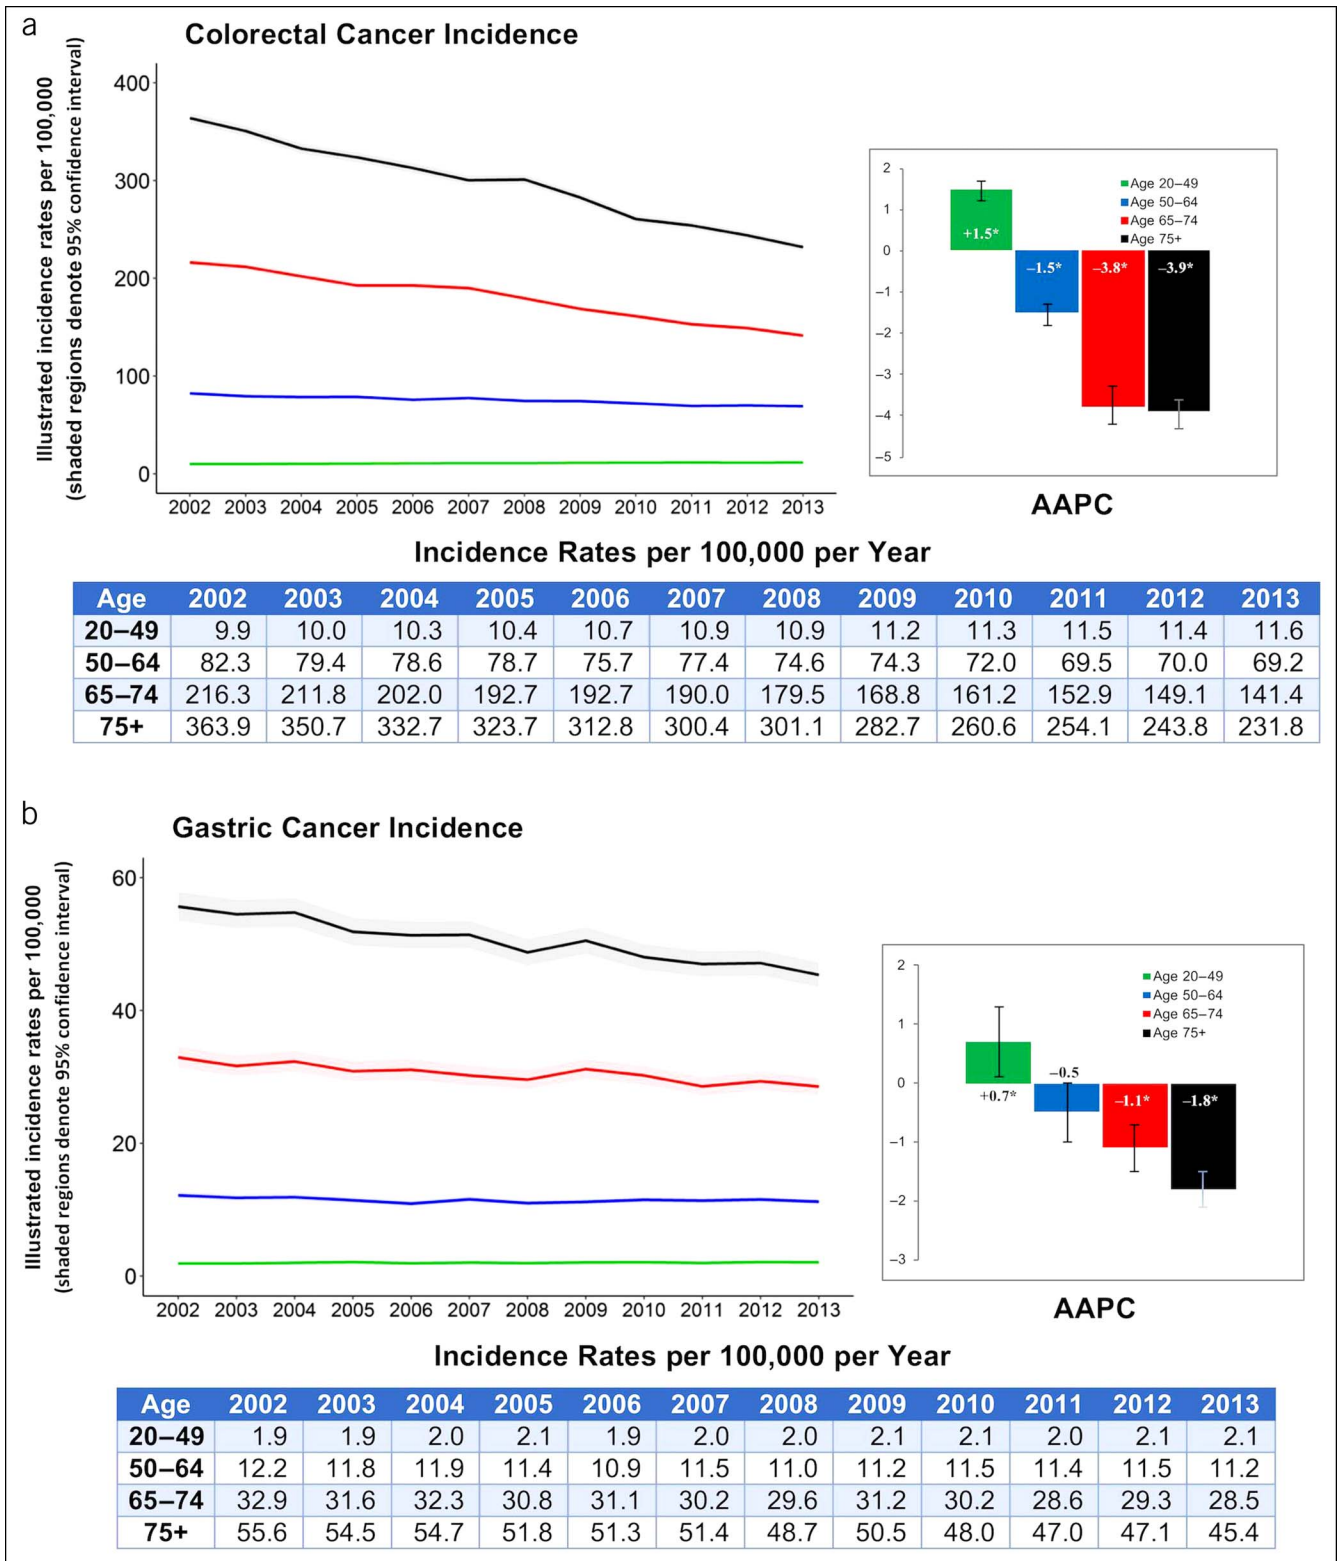 a
Colorectal Cancer Incidence
Illustrated incidence rates per 100,000
(shaded regions denote 95% confidence interval)
400
300
200
100
0
2002 2003 2004 2005 2006 2007 2008 2009 2010 2011 2012 2013
2
1
0
–1
–2
–3
–4
–5
Age 20–49
Age 50–64
Age 65–74
Age 75+
+1.5*
–1.5*
–3.8*
–3.9*
AAPC
Incidence Rates per 100,000 per Year
Age 2002 2003 2004 2005 2006 2007 2008 2009 2010 2011 2012 2013
20–49 9.9 10.0 10.3 10.4 10.7 10.9 10.9 11.2 11.3 11.5 11.4 11.6
50–64 82.3 79.4 78.6 78.7 75.7 77.4 74.6 74.3 72.0 69.5 70.0 69.2
65–74 216.3 211.8 202.0 192.7 192.7 190.0 179.5 168.8 161.2 152.9 149.1 141.4
75+ 363.9 350.7 332.7 323.7 312.8 300.4 301.1 282.7 260.6 254.1 243.8 231.8
b
Gastric Cancer Incidence
Illustrated incidence rates per 100,000
(shaded regions denote 95% confidence interval)
60
40
20
0
2002 2003 2004 2005 2006 2007 2008 2009 2010 2011 2012 2013
2
1
0
–1
–2
–3
Age 20–49
Age 50–64
Age 65–74
Age 75+
+0.7*
–0.5
–1.1*
–1.8*
AAPC
Incidence Rates per 100,000 per Year
Age 2002 2003 2004 2005 2006 2007 2008 2009 2010 2011 2012 2013
20–49 1.9 1.9 2.0 2.1 1.9 2.0 2.0 2.1 2.1 2.0 2.1 2.1
50–64 12.2 11.8 11.9 11.4 10.9 11.5 11.0 11.2 11.5 11.4 11.5 11.2
65–74 32.9 31.6 32.3 30.8 31.1 30.2 29.6 31.2 30.2 28.6 29.3 28.5
75+ 55.6 54.5 54.7 51.8 51.3 51.4 48.7 50.5 48.0 47.0 47.1 45.4